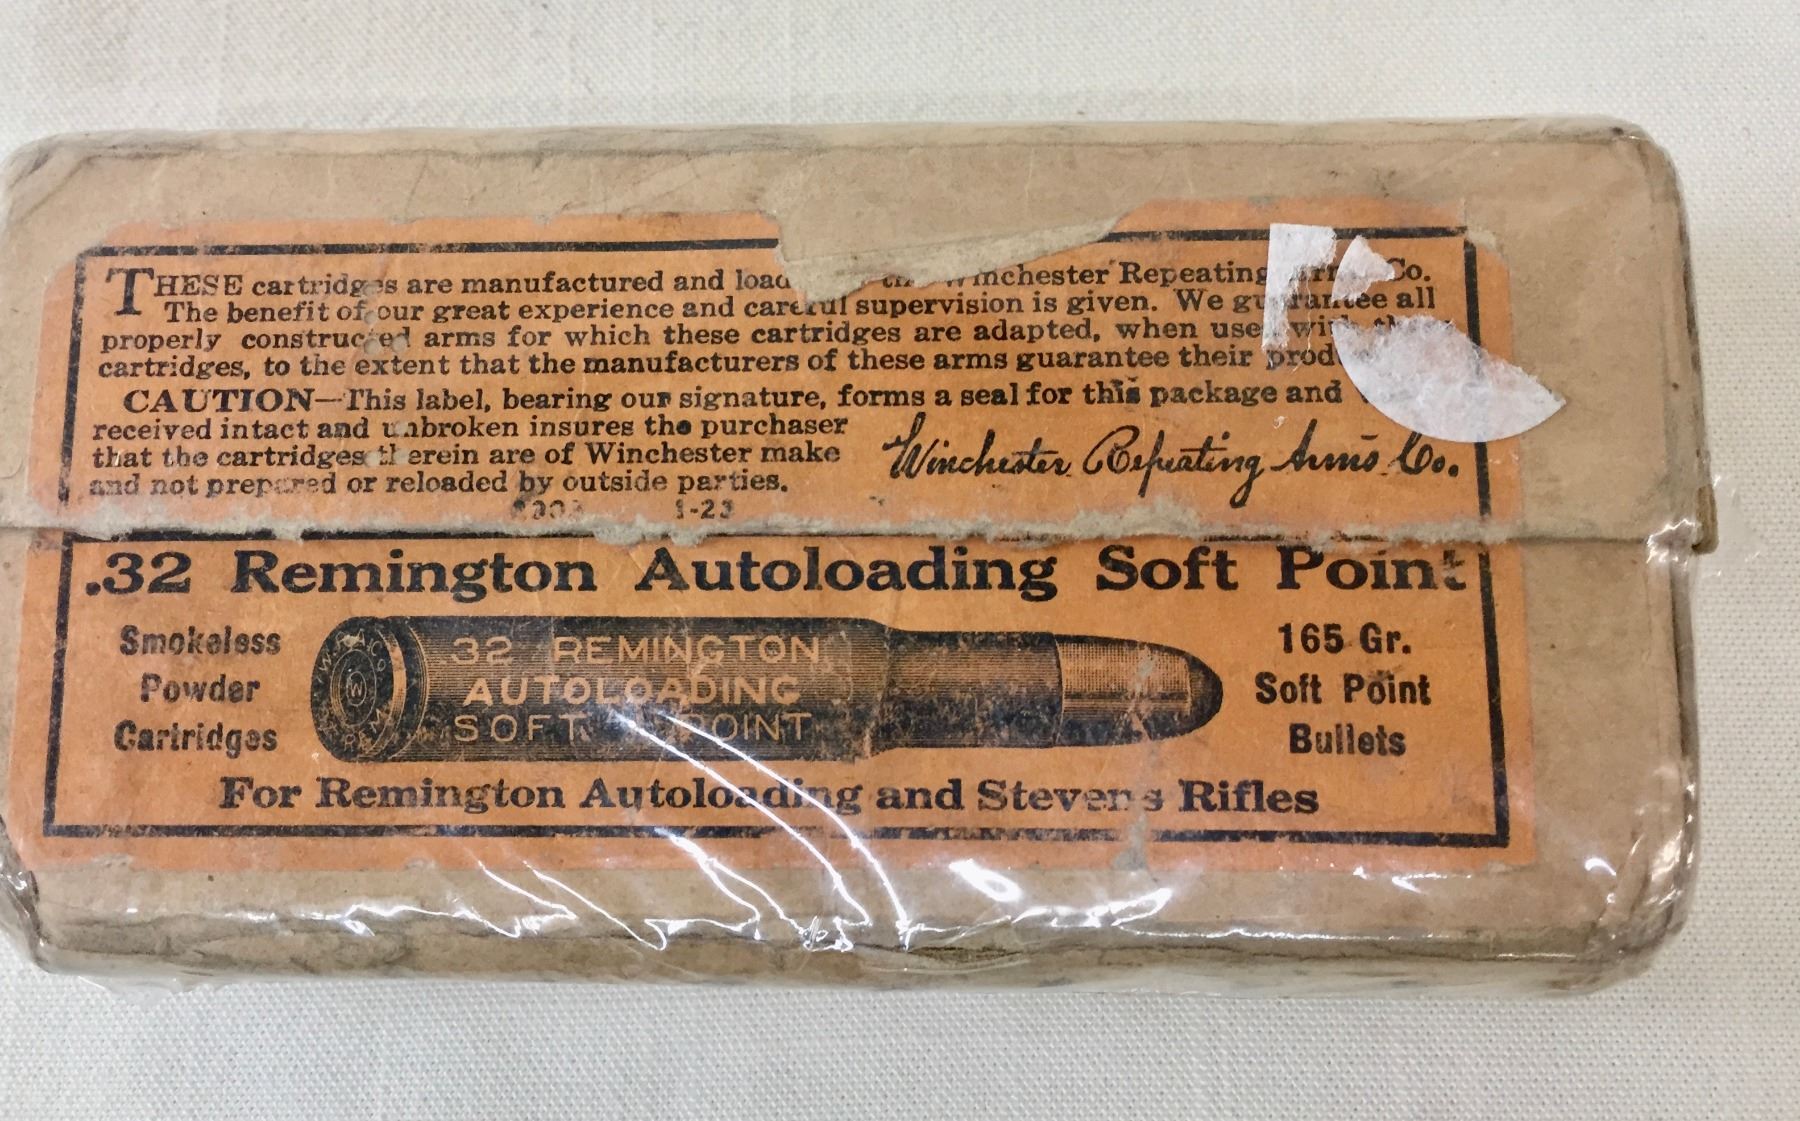 THESE cartridges are manufactured and Winchester Repeating Co.
The benefit of our great experience and careful supervision is given. We guarantee all
properly constructed arms for which these cartridges are adapted, when used with
cartridges, to the extent that the manufacturers of these arms guarantee their
CAUTION—This label, bearing our signature, forms a seal for this package and
received intact and unbroken insures the purchaser
that the cartridges therein are of Winchester make
and not prepared or reloaded by outside parties.
Winchester Repeating Arms Co.
1-23
.32 Remington Autoloading Soft Point
Smokeless
Powder
Cartridges
W.R.A.Co.
W
REM.
32 REMINGTON
AUTOLOADING
SOFT POINT
165 Gr.
Soft Point
Bullets
For Remington Autoloading and Stevens Rifles